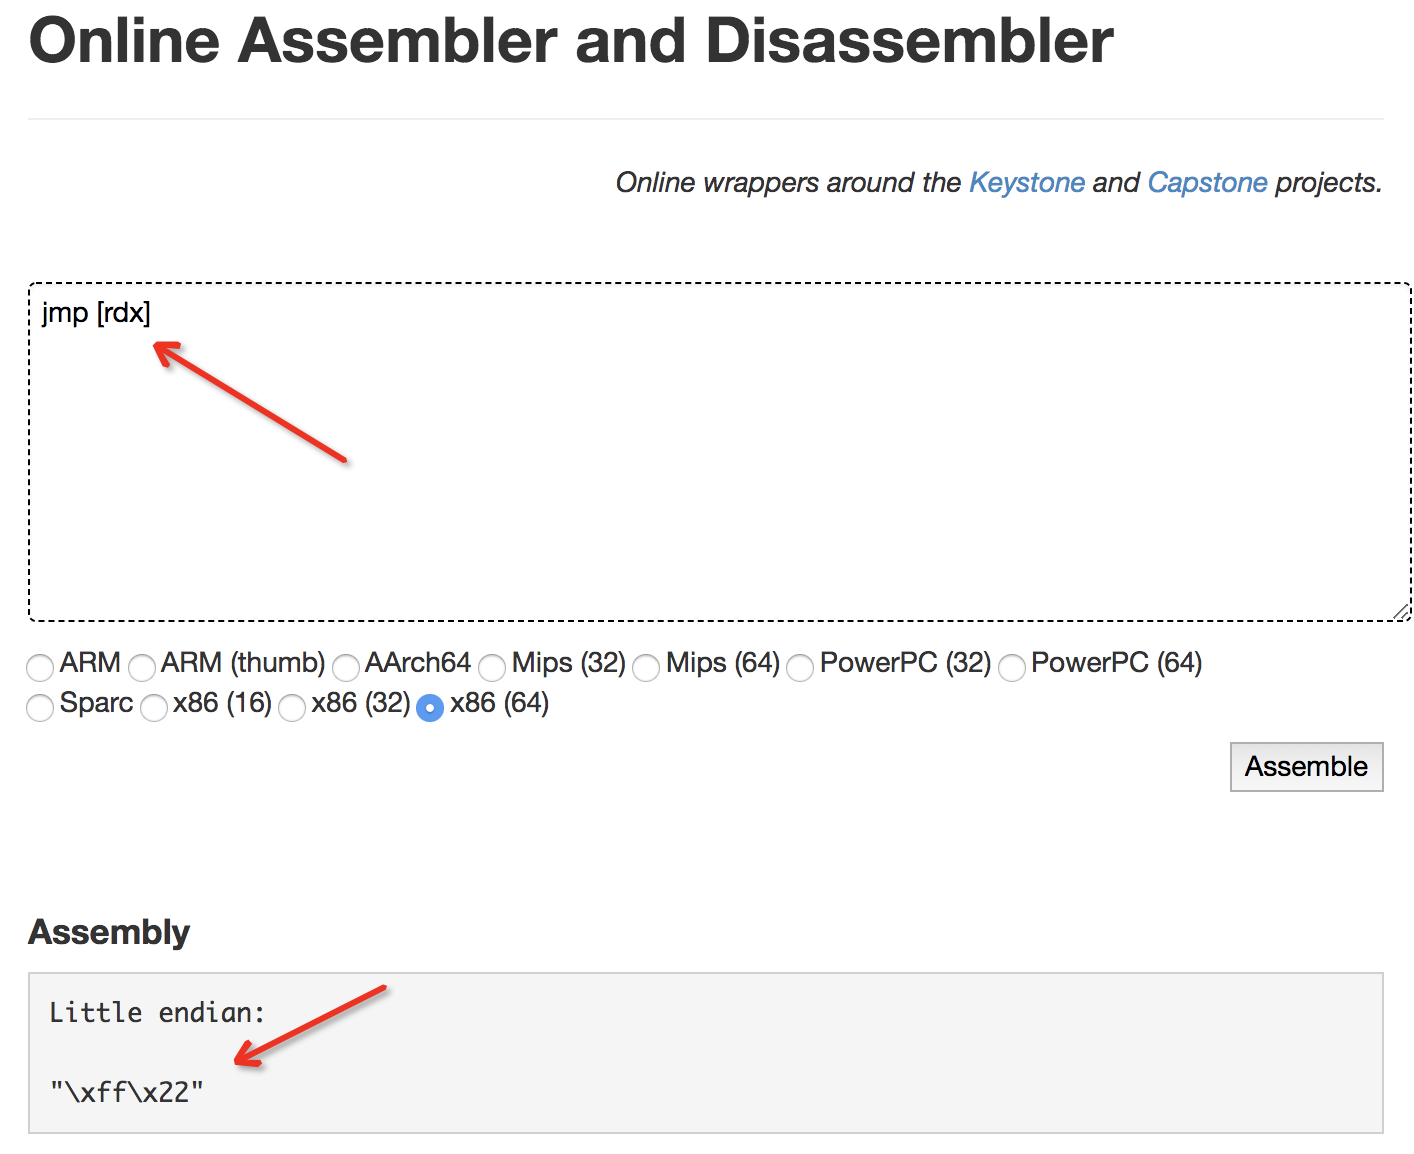 Online Assembler and Disassembler
Online wrappers around the Keystone and Capstone projects.
jmp [rdx]
ARM ARM (thumb) AArch64 Mips (32) Mips (64) PowerPC (32) PowerPC (64)
Sparc x86 (16) x86 (32) x86 (64)
Assemble
Assembly
Little endian:
"\xff\x22"